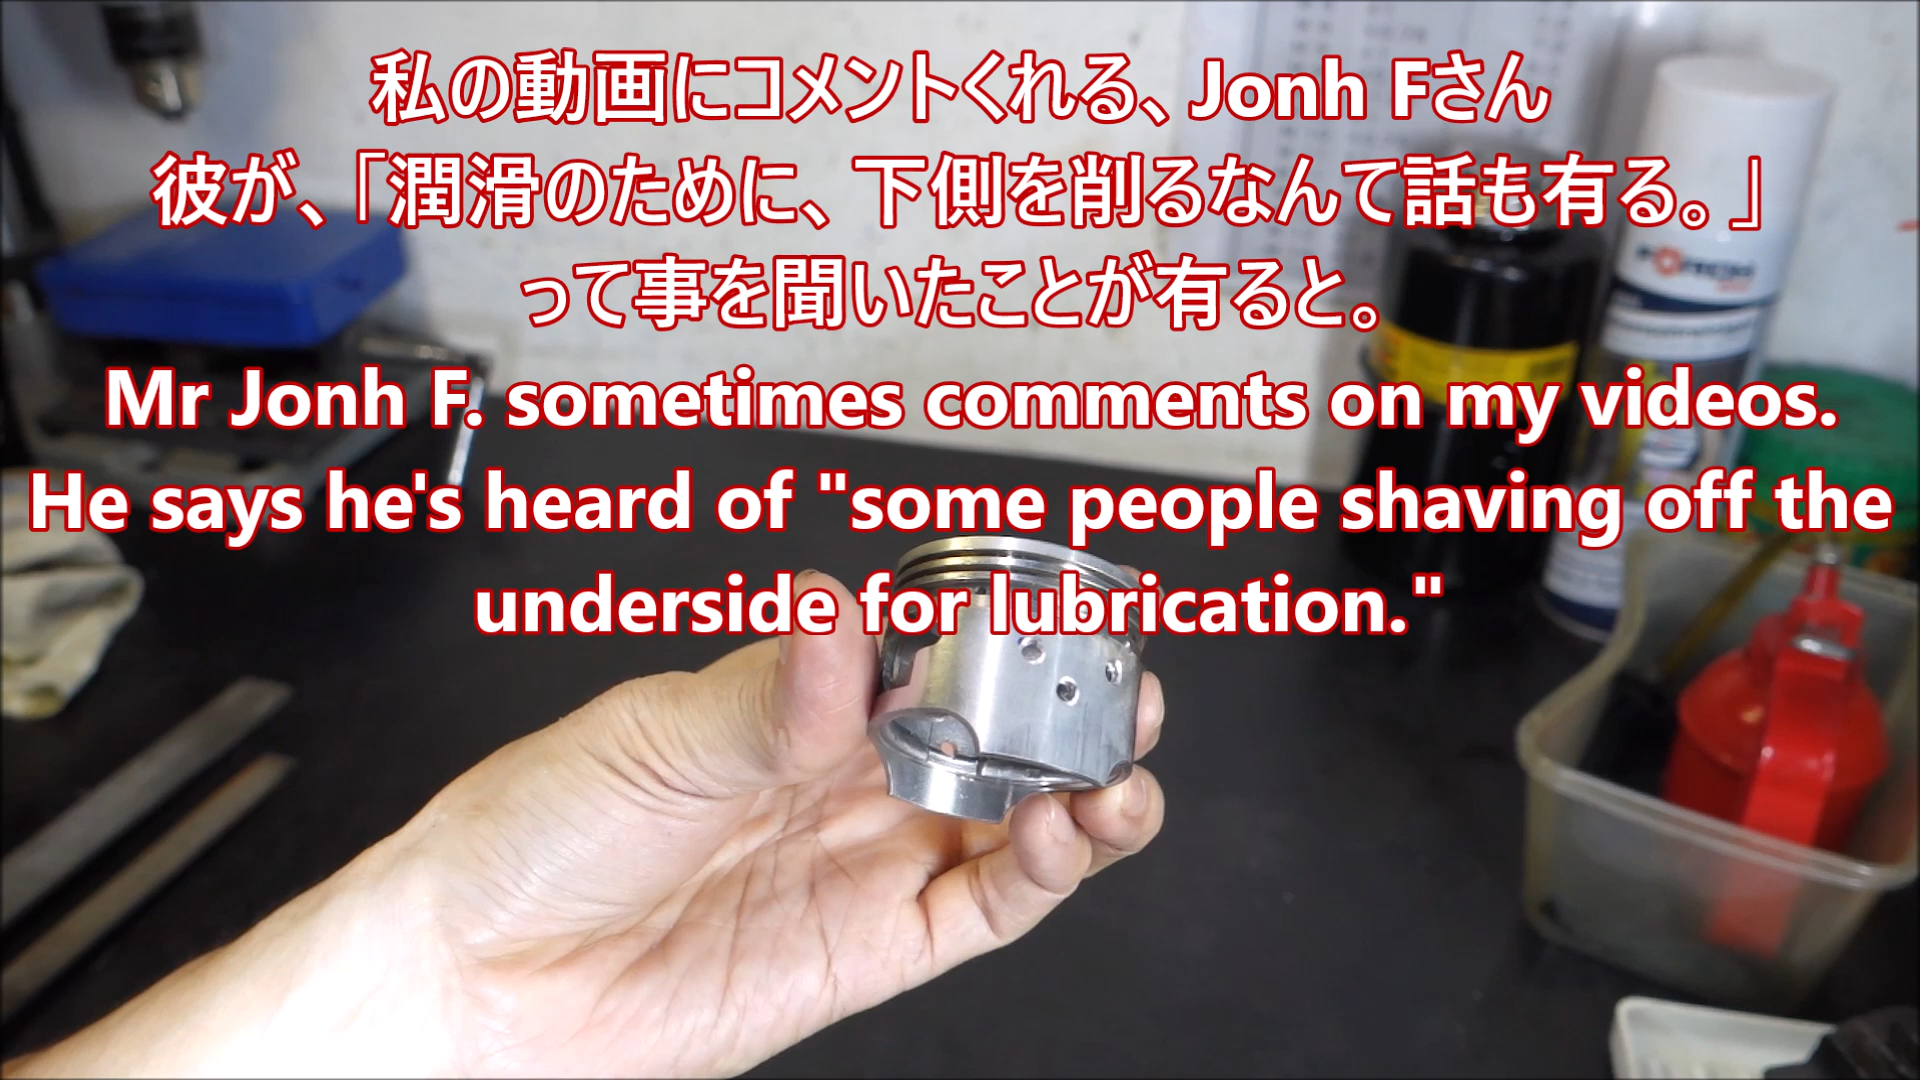 私の動画にコメントくれる、Jonh Fさん
彼が、「潤滑のために、下側を削るなんて話も有る。」
って事を聞いたことが有ると。
Mr Jonh F. sometimes comments on my videos.
He says he's heard of "some people shaving off the
underside for lubrication."